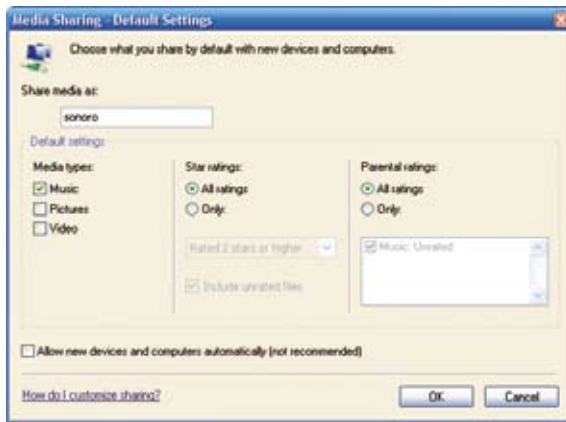 Media Sharing - Default Settings
Choose what you share by default with new devices and computers.
Share media as:
sonoro
Default settings
Media types:
Music
Pictures
Video
Star ratings:
All ratings
Only:
Rated 2 stars or higher
Include unrated files
Parental ratings:
All ratings
Only:
Music: Unrated
Allow new devices and computers automatically (not recommended)
How do I customize sharing?
OK
Cancel